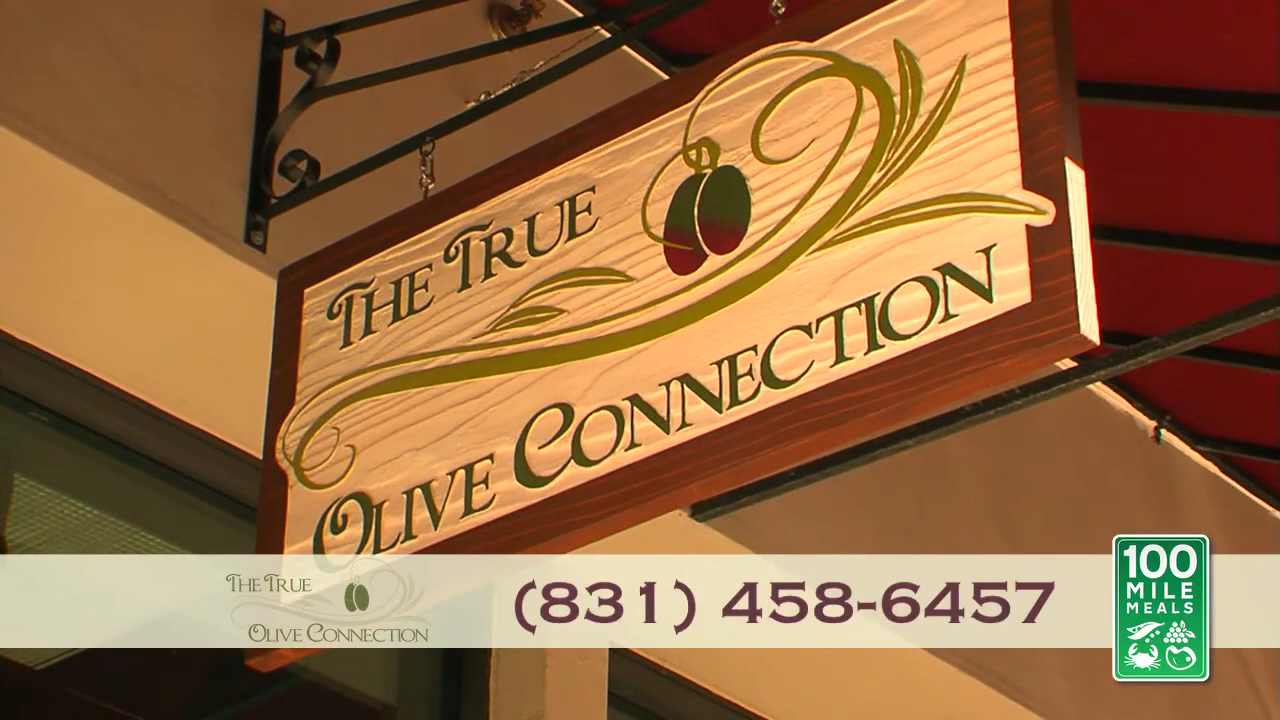 THE TRUE
OLIVE CONNECTION
THE TRUE
OLIVE CONNECTION
(831) 458-6457
100
MILE
MEALS